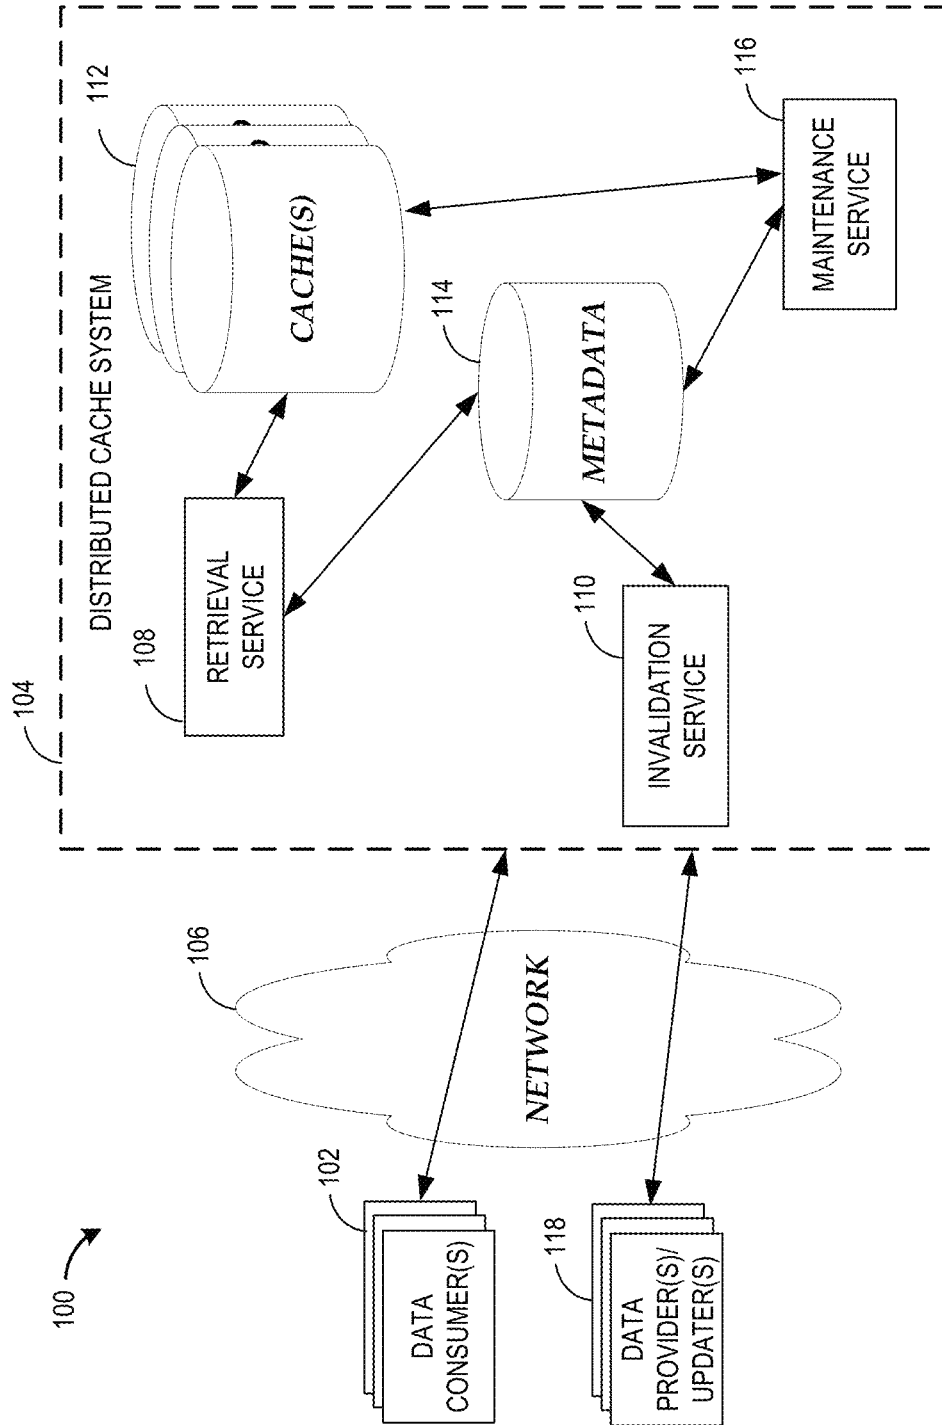 100
102
DATA
CONSUMER(S)
118
DATA
PROVIDER(S)/
UPDATER(S)
106
NETWORK
104
DISTRIBUTED CACHE SYSTEM
108
RETRIEVAL
SERVICE
112
CACHE(S)
114
METADATA
110
INVALIDATION
SERVICE
116
MAINTENANCE
SERVICE